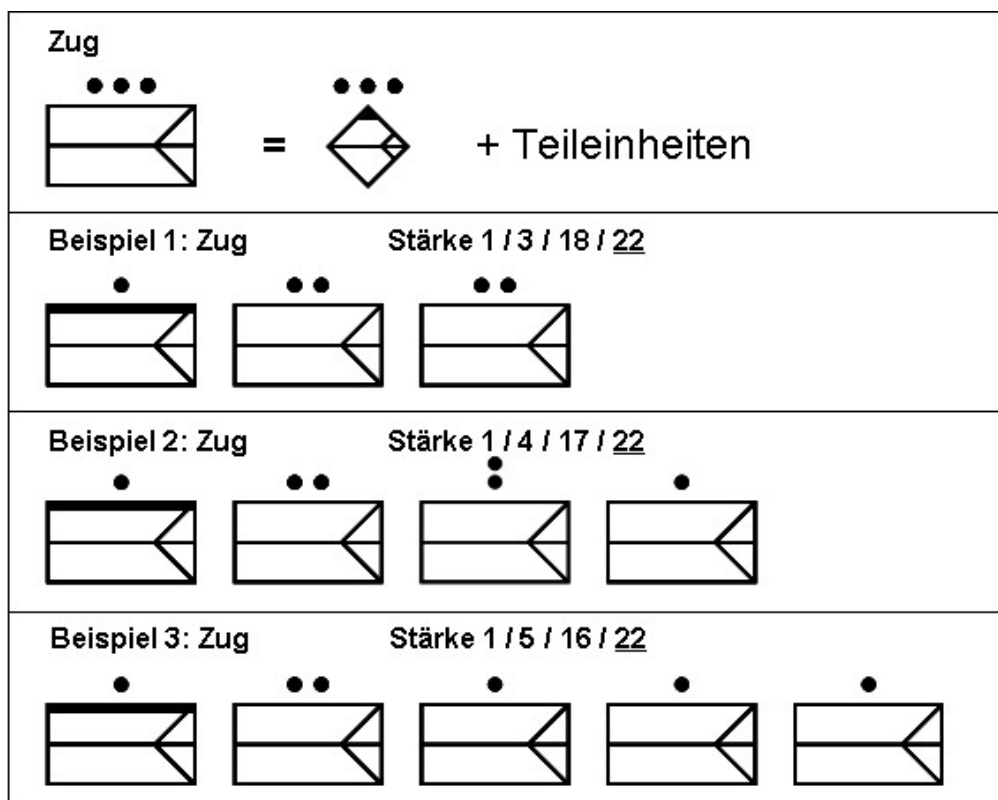 Zug
= + Teileinheiten
Beispiel 1: Zug Stärke 1 / 3 / 18 / 22
Beispiel 2: Zug Stärke 1 / 4 / 17 / 22
Beispiel 3: Zug Stärke 1 / 5 / 16 / 22